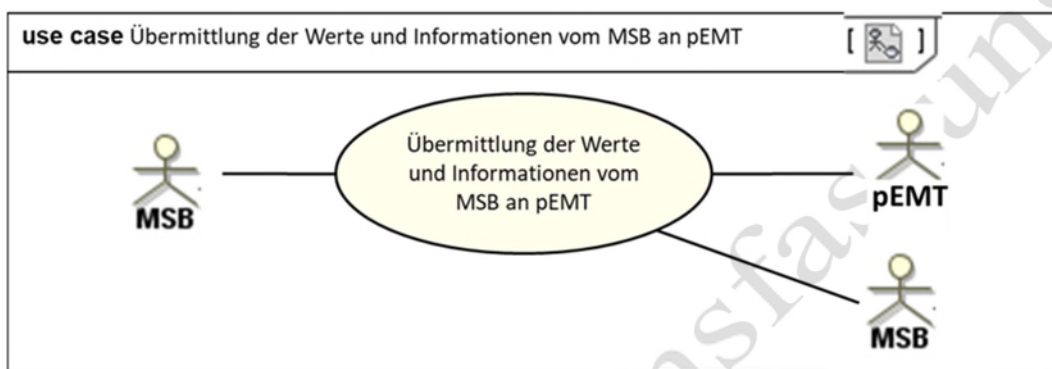 use case Übermittlung der Werte und Informationen vom MSB an pEMT [ ]
Übermittlung der Werte
und Informationen vom
MSB an pEMT
MSB
pEMT
MSB